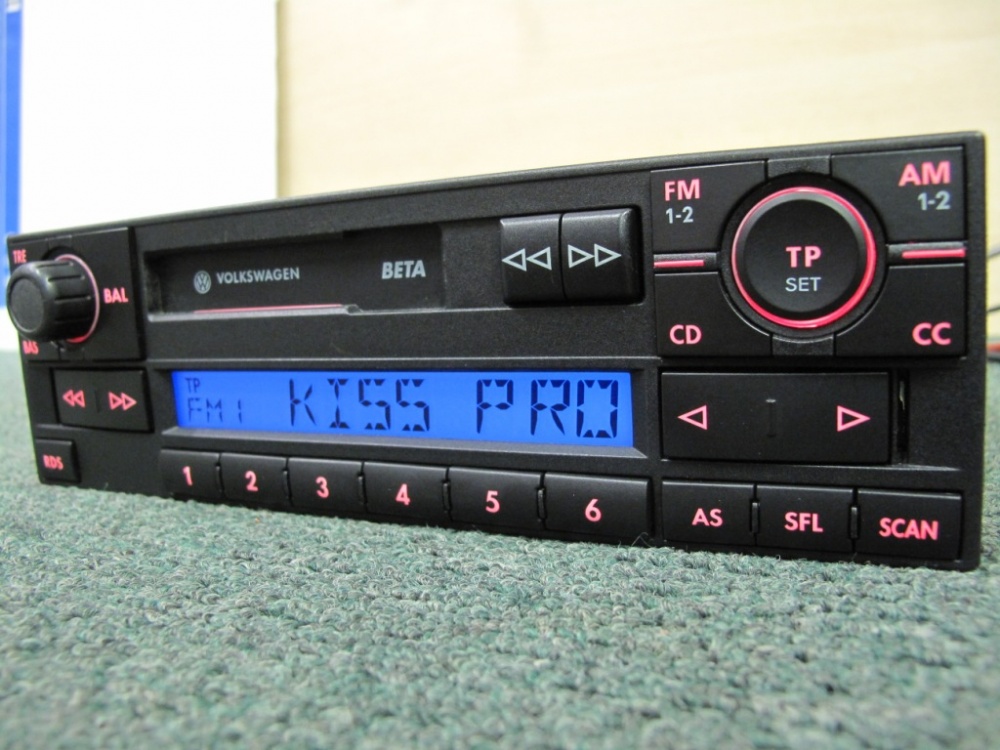 TRE
BAL
BAS
VOLKSWAGEN
BETA
FM
1-2
AM
1-2
TP
SET
CD
CC
TP
FM1 KISS PRO
RDS
1 2 3 4 5 6
AS SFL SCAN